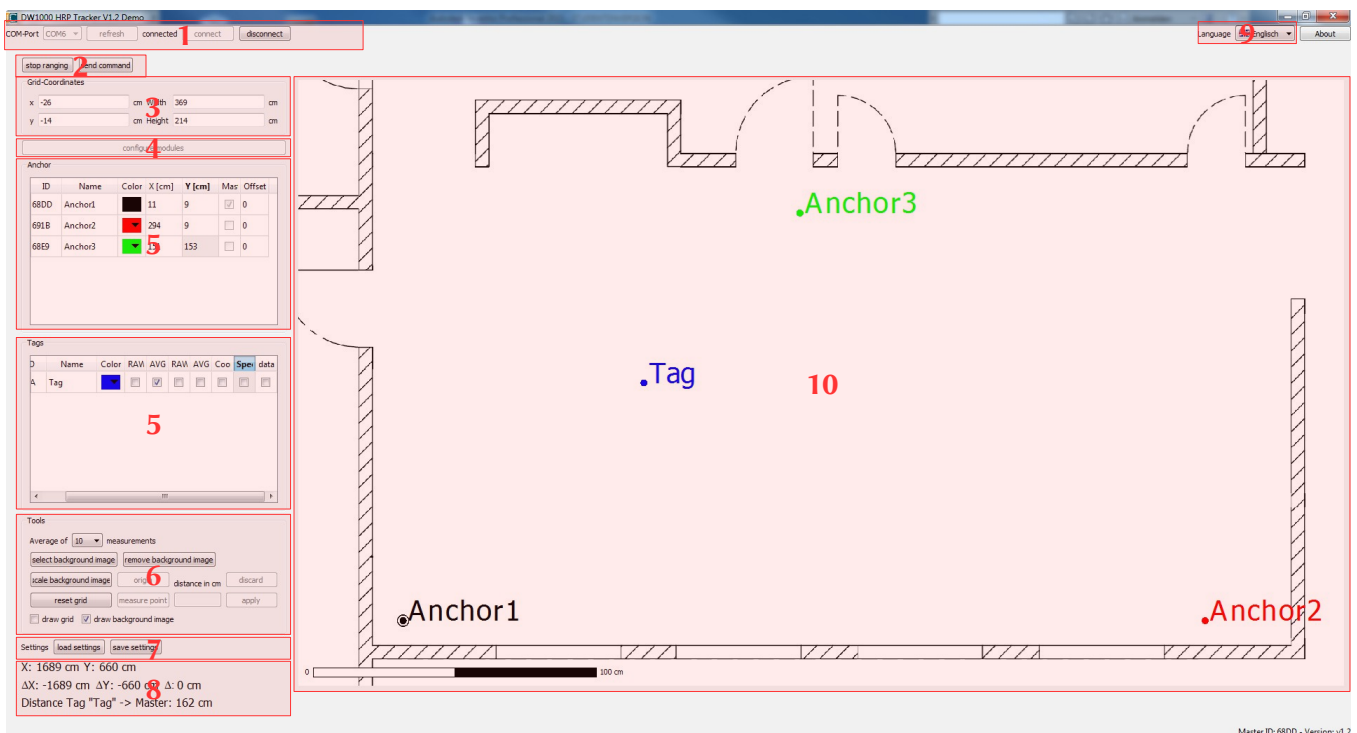 DW1000 HRP Tracker V1.2 Demo
COM-Port COM6 refresh connected 1 connect disconnect
Language Englisch 9 About
stop ranging 2 send command
Grid-Coordinates
x -26 cm Width 369 cm
3
y -14 cm Height 214 cm
configure modules 4
Anchor
ID Name Color X [cm] Y [cm] Mas Offset
68DD Anchor1 11 9 0
691B Anchor2 294 9 0
68E9 Anchor3 5 153 0
Tags
Name Color RAW AVG RAW AVG Coo Spee data
A Tag
5
Tools
Average of 10 measurements
select background image remove background image
scale background image 6 distance in cm discard
reset grid measure point apply
draw grid draw background image
Settings load settings save settings 7
X: 1689 cm Y: 660 cm
ΔX: -1689 cm ΔY: -660 cm Δ: 0 cm
8
Distance Tag "Tag" -> Master: 162 cm
Anchor3
Tag
10
Anchor1
Anchor2
0 100 cm
Master ID: 68DD - Version: v1.2